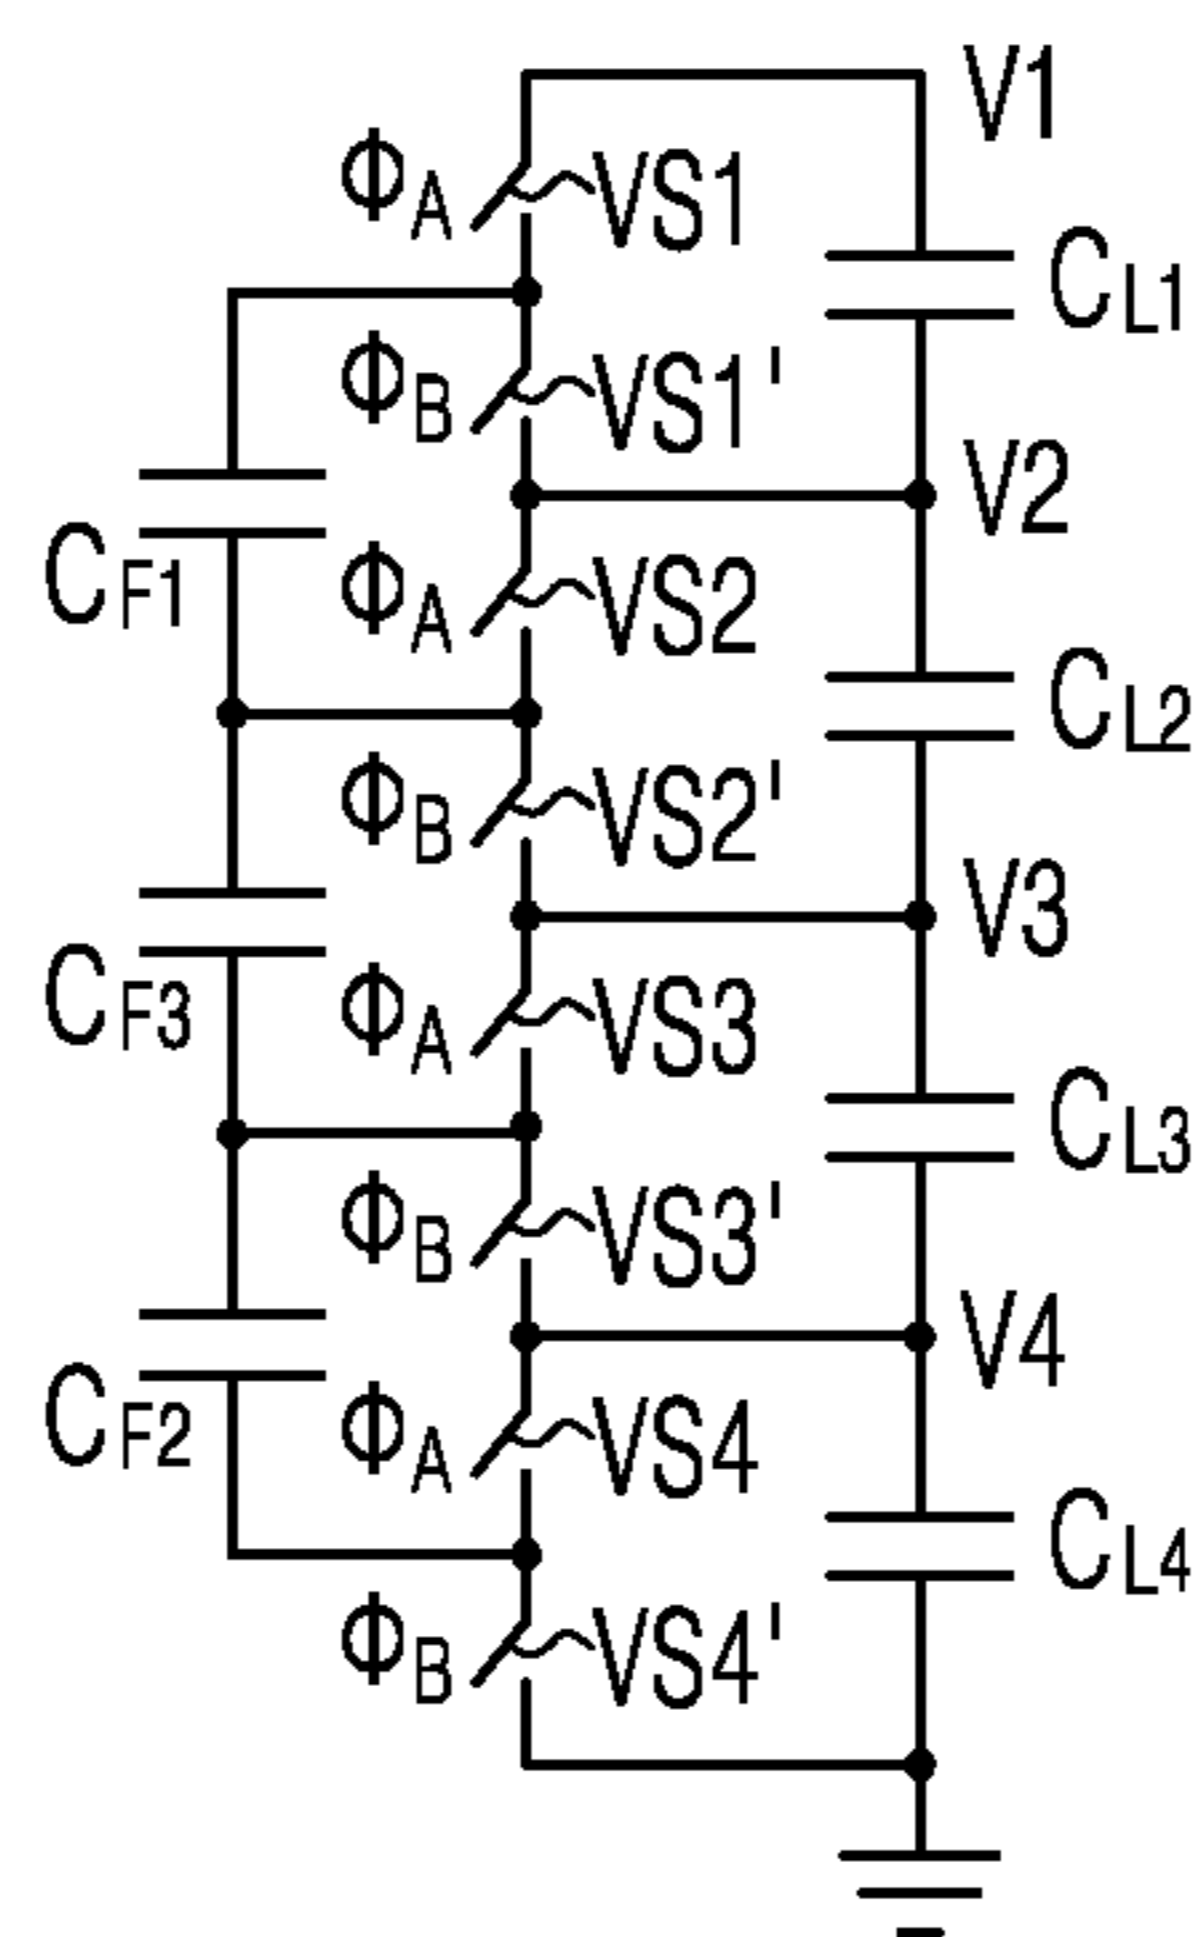 V1
ΦA VS1
CL1
ΦB VS1'
V2
CF1
ΦA VS2
CL2
ΦB VS2'
V3
CF3
ΦA VS3
CL3
ΦB VS3'
V4
CF2
ΦA VS4
CL4
ΦB VS4'